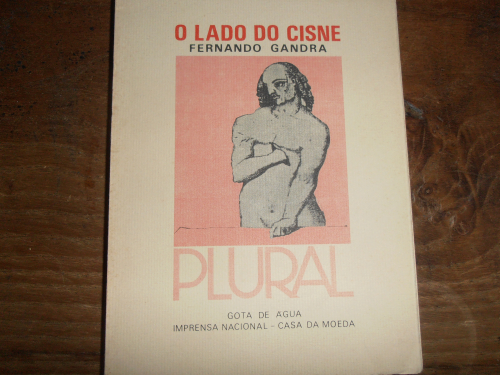 O LADO DO CISNE
FERNANDO GANDRA
PLURAL
GOTA DE ÁGUA
IMPRENSA NACIONAL - CASA DA MOEDA